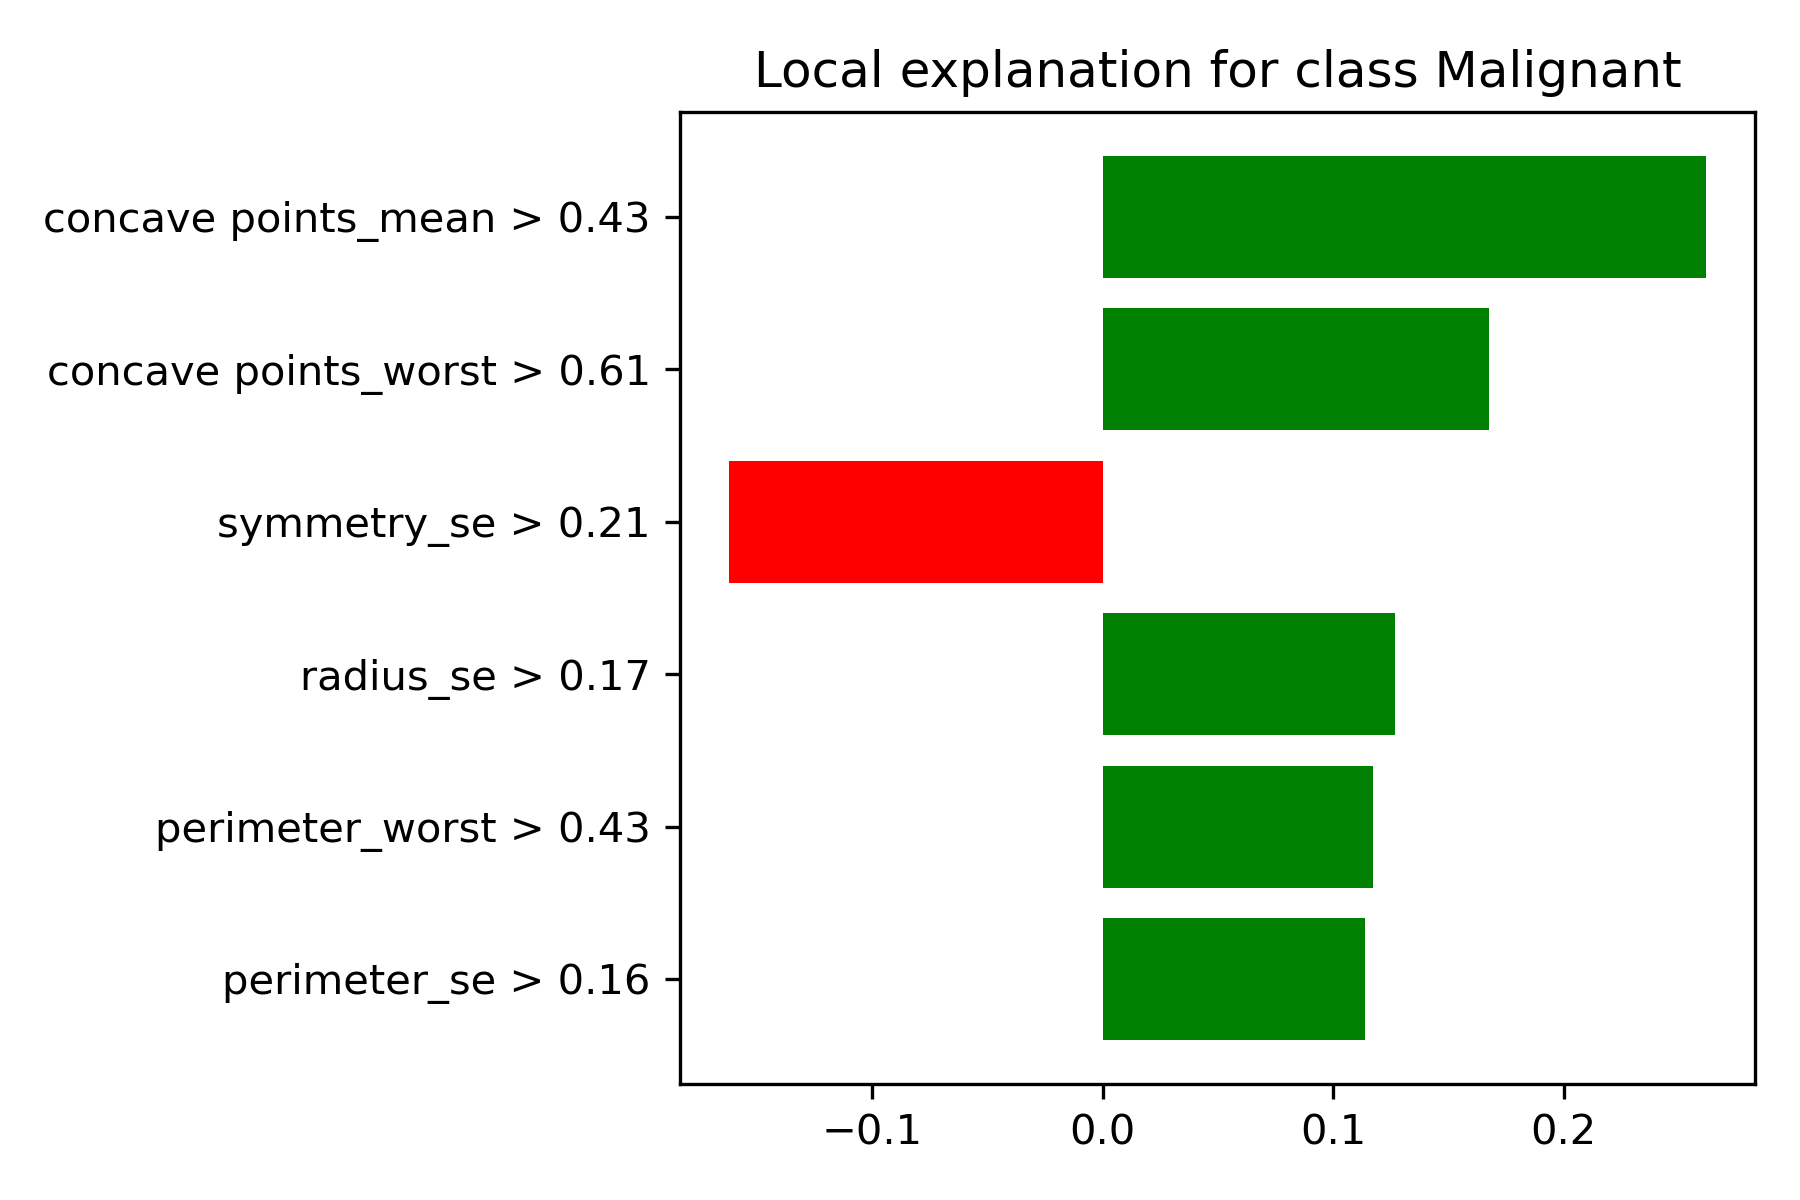 Local explanation for class Malignant
concave points_mean > 0.43
concave points_worst > 0.61
symmetry_se > 0.21
radius_se > 0.17
perimeter_worst > 0.43
perimeter_se > 0.16
−0.1 0.0 0.1 0.2